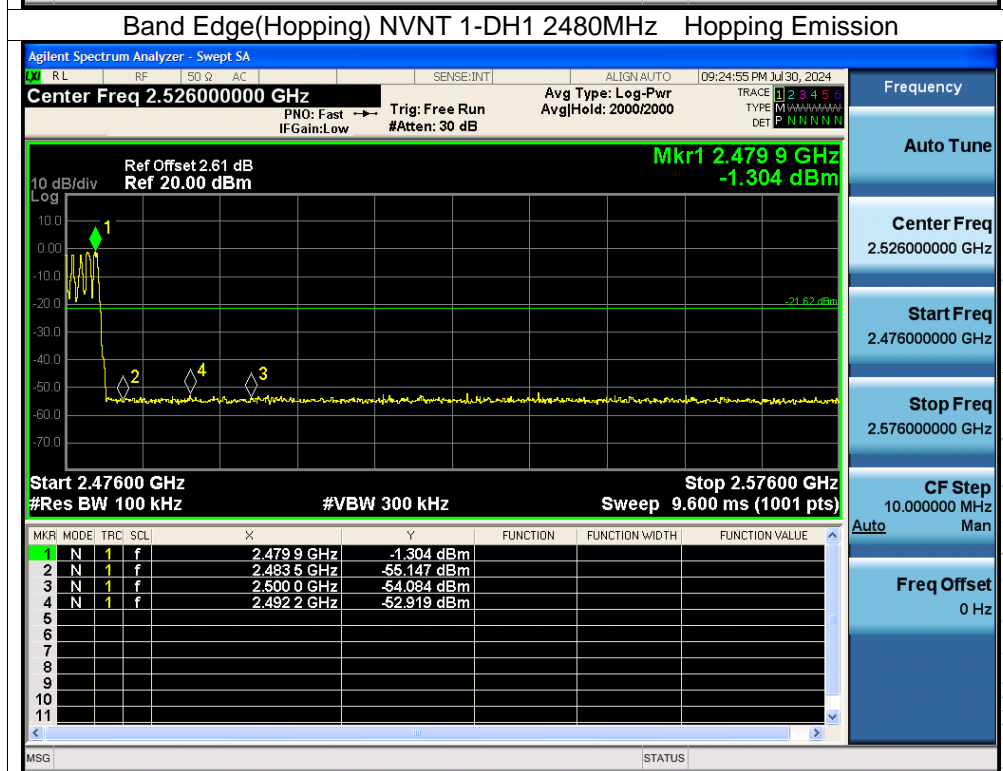 Band Edge(Hopping) NVNT 1-DH1 2480MHz Hopping Emission
Agilent Spectrum Analyzer - Swept SA
LXI RL RF 50 Ω AC SENSE:INT ALIGN AUTO 09:24:55 PM Jul 30, 2024
Center Freq 2.526000000 GHz
PNO: Fast
IFGain:Low
Trig: Free Run
#Atten: 30 dB
Avg Type: Log-Pwr
Avg|Hold: 2000/2000
TRACE 1 2 3 4 5 6
TYPE M WWWWW
DET P N N N N N
Mkr1 2.479 9 GHz
-1.304 dBm
Ref Offset 2.61 dB
10 dB/div Ref 20.00 dBm
Log
10.0
0.00
-10.0
-20.0
-30.0
-40.0
-50.0
-60.0
-70.0
1
2
4
3
-21.62 dBm
Start 2.47600 GHz Stop 2.57600 GHz
#Res BW 100 kHz #VBW 300 kHz Sweep 9.600 ms (1001 pts)
MKR MODE TRC SCL X Y FUNCTION FUNCTION WIDTH FUNCTION VALUE
1 N 1 f 2.479 9 GHz -1.304 dBm
2 N 1 f 2.483 5 GHz -55.147 dBm
3 N 1 f 2.500 0 GHz -54.084 dBm
4 N 1 f 2.492 2 GHz -52.919 dBm
5
6
7
8
9
10
11
MSG STATUS
Frequency
Auto Tune
Center Freq
2.526000000 GHz
Start Freq
2.476000000 GHz
Stop Freq
2.576000000 GHz
CF Step
10.000000 MHz
Auto Man
Freq Offset
0 Hz